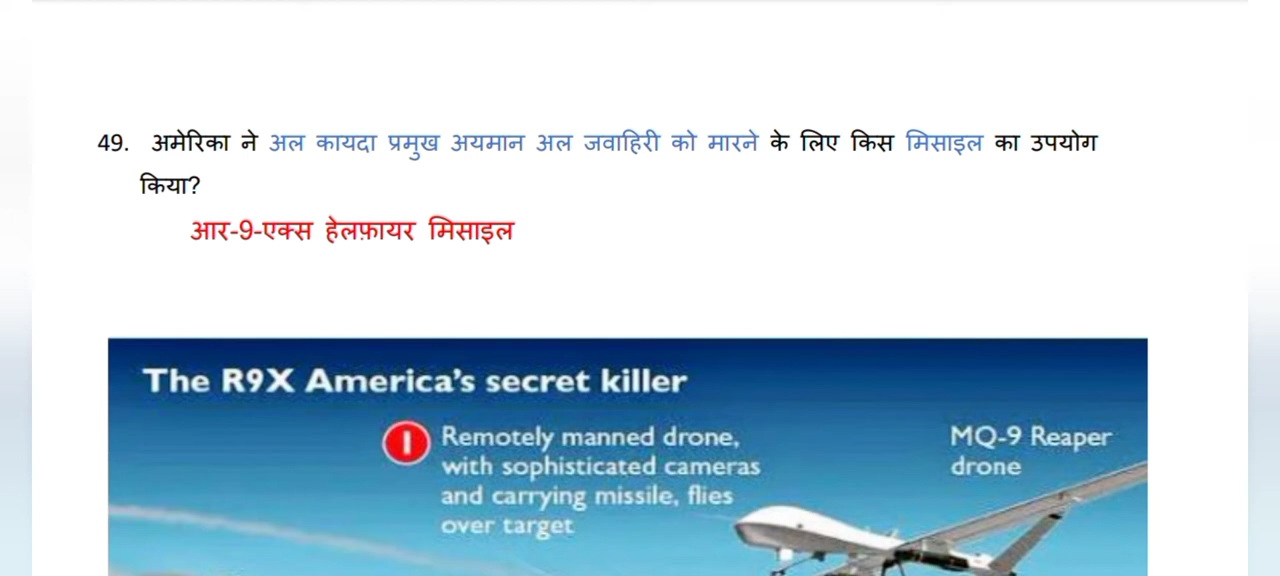 49. अमेरिका ने अल कायदा प्रमुख अयमान अल जवाहिरी को मारने के लिए किस मिसाइल का उपयोग
किया?
आर-9-एक्स हेलफ़ायर मिसाइल
The R9X America's secret killer
1 Remotely manned drone,
with sophisticated cameras
and carrying missile, flies
over target
MQ-9 Reaper
drone